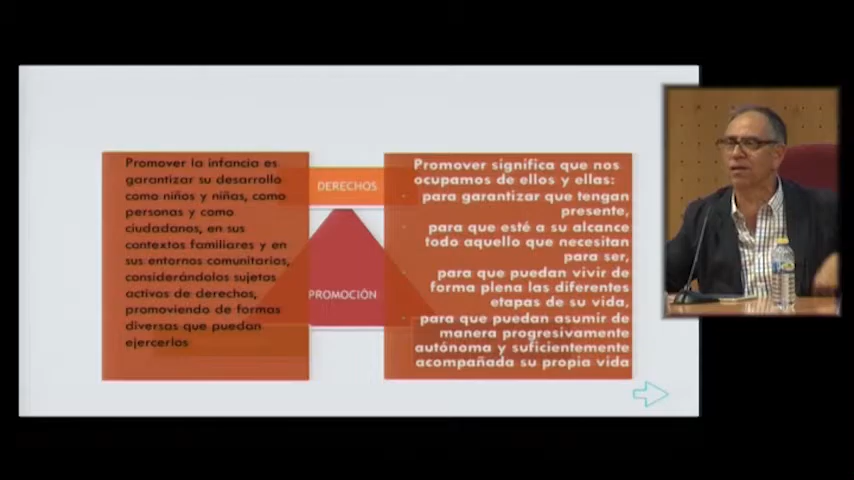 Promover la infancia es
garantizar su desarrollo
como niños y niñas, como
personas y como
ciudadanos, en sus
contextos familiares y en
sus entornos comunitarios,
considerándolos sujetos
activos de derechos,
promoviendo de formas
diversas que puedan
ejercerlos
DERECHOS
PROMOCIÓN
Promover significa que nos
ocupamos de ellos y ellas:
para garantizar que tengan
presente,
para que esté a su alcance
todo aquello que necesitan
para ser,
para que puedan vivir de
forma plena las diferentes
etapas de su vida,
para que puedan asumir de
manera progresivamente
autónoma y suficientemente
acompañada su propia vida